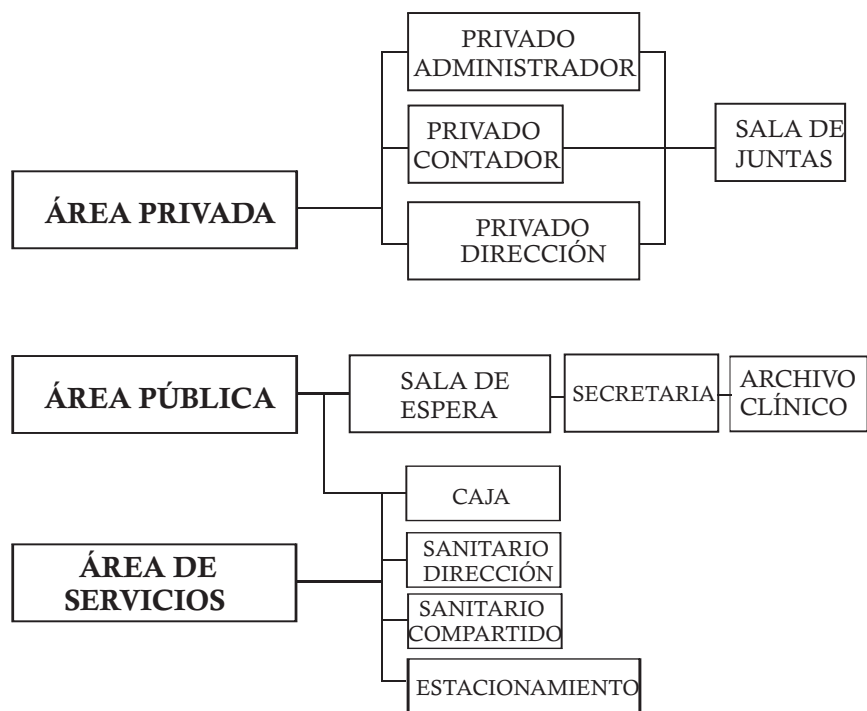 PRIVADO
ADMINISTRADOR
PRIVADO
CONTADOR
SALA DE
JUNTAS
ÁREA PRIVADA
PRIVADO
DIRECCIÓN
ÁREA PÚBLICA
SALA DE
ESPERA
SECRETARIA
ARCHIVO
CLÍNICO
CAJA
ÁREA DE
SERVICIOS
SANITARIO
DIRECCIÓN
SANITARIO
COMPARTIDO
ESTACIONAMIENTO